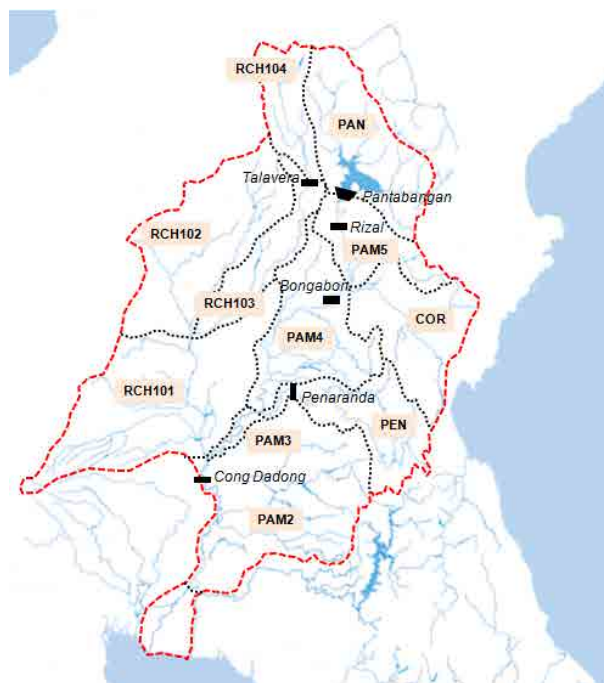 RCH104
PAN
Talavera
Pantabangan
RCH102
Rizal
PAM5
RCH103
Bongabon
COR
PAM4
RCH101
Penaranda
PEN
PAM3
Cong Dadong
PAM2